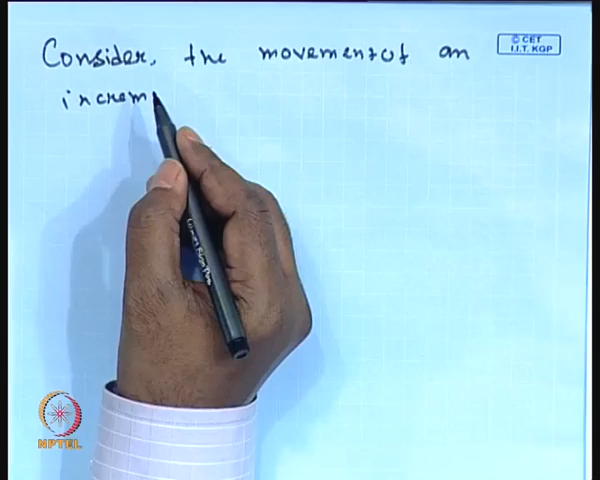 Consider, the movement of an
increm
© CET
I.I.T. KGP
NPTEL